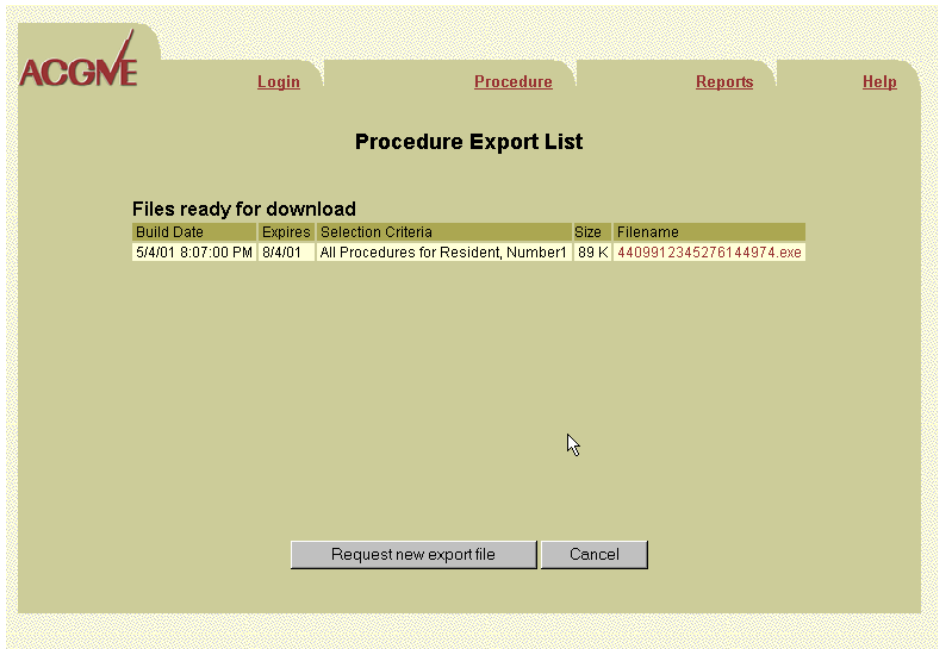 ACGME
Login Procedure Reports Help
Procedure Export List
Files ready for download
Build Date Expires Selection Criteria Size Filename
5/4/01 8:07:00 PM 8/4/01 All Procedures for Resident, Number1 89 K 4409912345276144974.exe
Request new export file Cancel